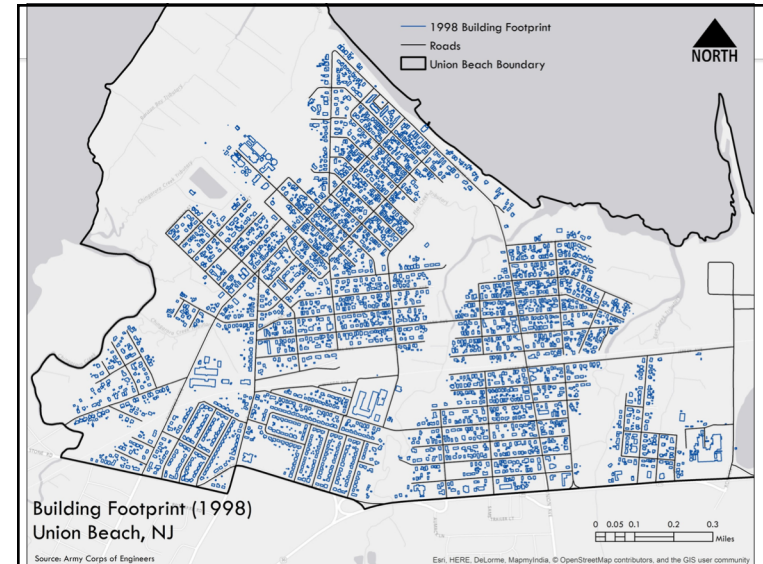 1998 Building Footprint
Roads
Union Beach Boundary
NORTH
Building Footprint (1998)
Union Beach, NJ
0 0.05 0.1 0.2 0.3
Miles
Source: Army Corps of Engineers
Esri, HERE, DeLorme, MapmyIndia, © OpenStreetMap contributors, and the GIS user community